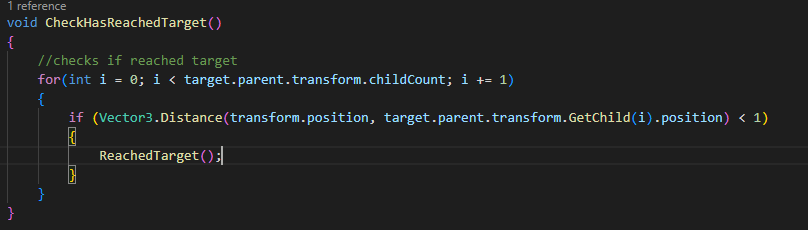 1 reference
void CheckHasReachedTarget()
{
    //checks if reached target
    for(int i = 0; i < target.parent.transform.childCount; i += 1)
    {
        if (Vector3.Distance(transform.position, target.parent.transform.GetChild(i).position) < 1)
        {
            ReachedTarget();
        }
    }
}